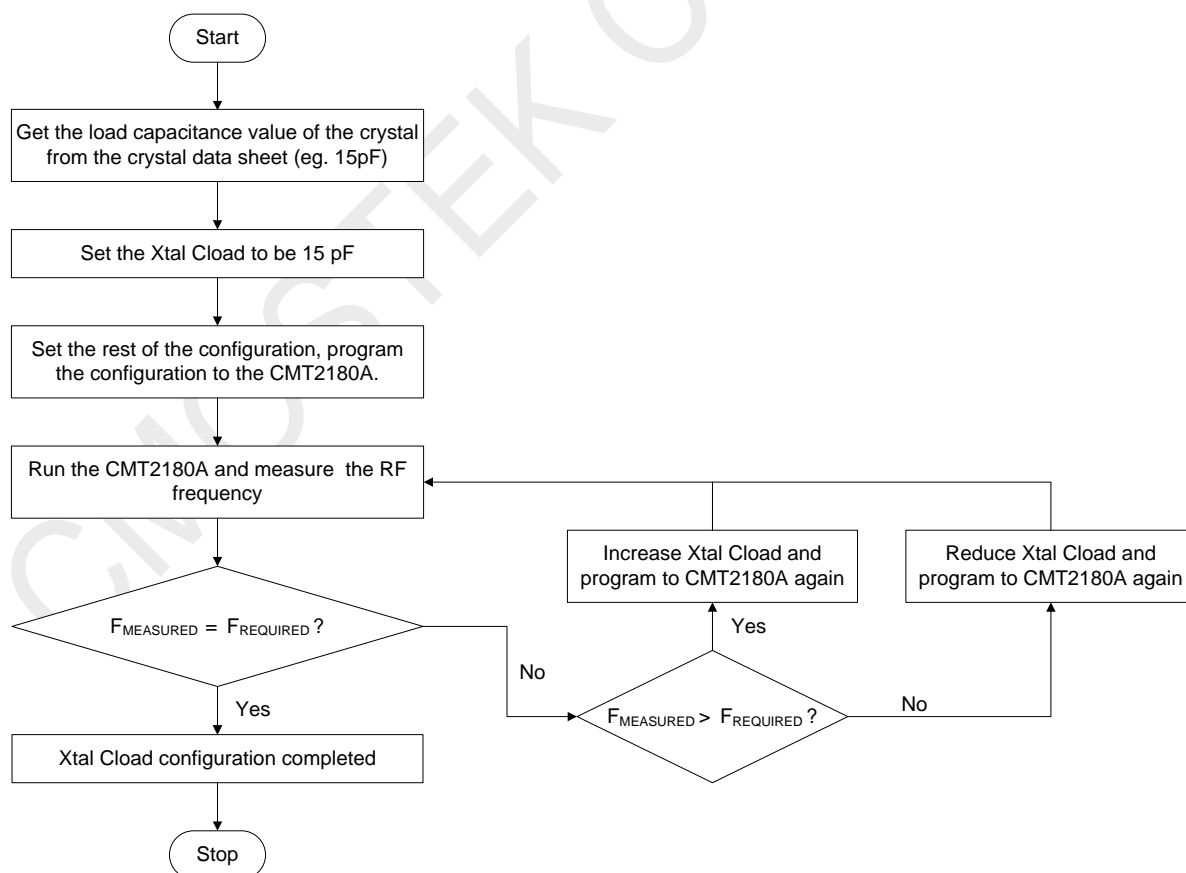 Start
Get the load capacitance value of the crystal
from the crystal data sheet (eg. 15pF)
Set the Xtal Cload to be 15 pF
Set the rest of the configuration, program
the configuration to the CMT2180A.
Run the CMT2180A and measure the RF
frequency
Increase Xtal Cload and
program to CMT2180A again
Reduce Xtal Cload and
program to CMT2180A again
FMEASURED = FREQUIRED ?
Yes
No
FMEASURED > FREQUIRED ?
Yes
No
Xtal Cload configuration completed
Stop
CMOSTEK